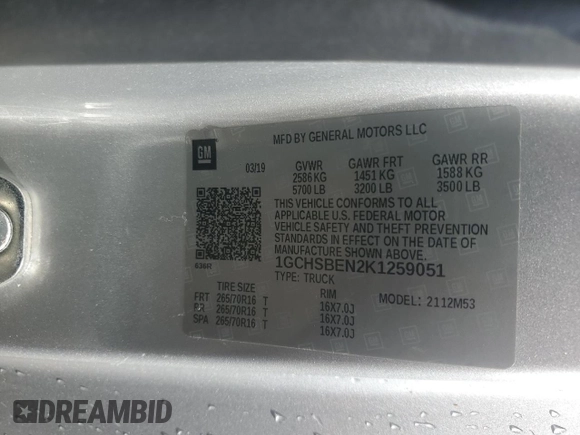 MFD BY GENERAL MOTORS LLC
GM
03/19
GVWR GAWR FRT GAWR RR
2586 KG 1451 KG 1588 KG
5700 LB 3200 LB 3500 LB
THIS VEHICLE CONFORMS TO ALL
APPLICABLE U.S. FEDERAL MOTOR
VEHICLE SAFETY AND THEFT PREVENTION
STANDARDS IN EFFECT ON THE DATE OF
MANUFACTURE SHOWN ABOVE.
1GCHSBEN2K1259051
TYPE: TRUCK
TIRE SIZE RIM MODEL: 2112M53
FRT 265/70R16 T 16X7.0J
RR 265/70R16 T 16X7.0J
SPA 265/70R16 T 16X7.0J
DREAMBID